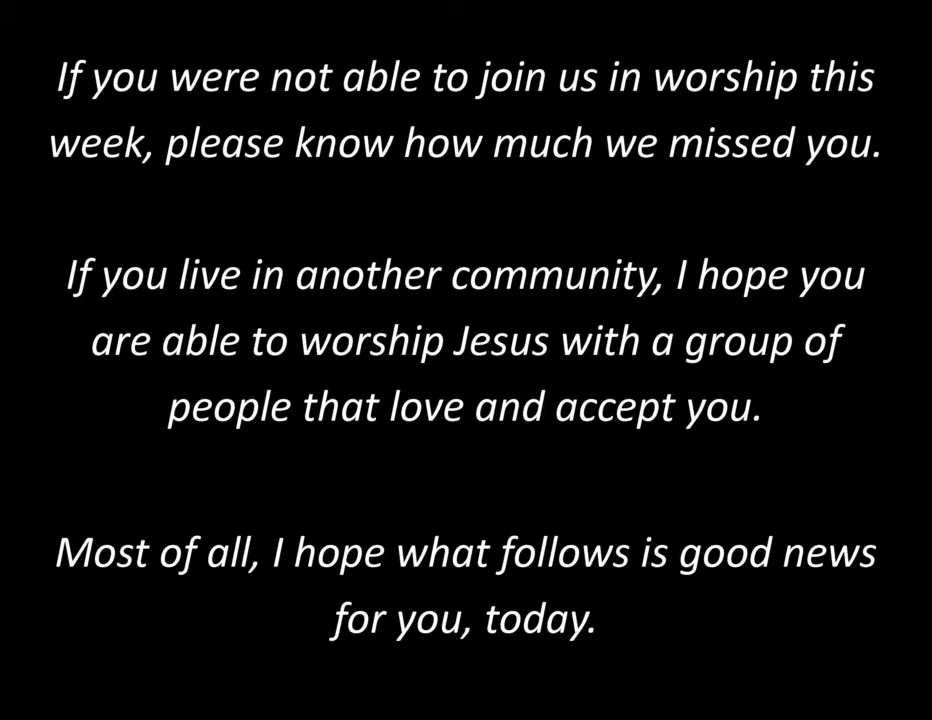 If you were not able to join us in worship this
week, please know how much we missed you.
If you live in another community, I hope you
are able to worship Jesus with a group of
people that love and accept you.
Most of all, I hope what follows is good news
for you, today.